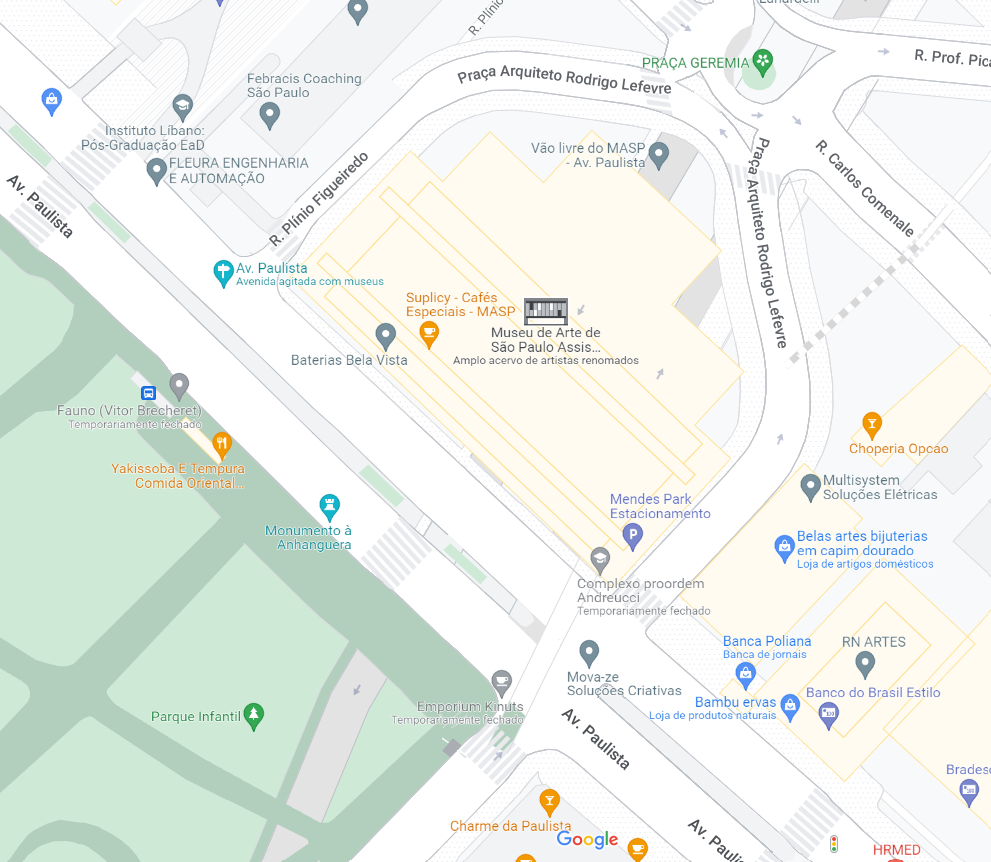 Lunardelli
R. Plínio
PRAÇA GEREMIA
R. Prof. Pica
Praça Arquiteto Rodrigo Lefevre
Febracis Coaching
São Paulo
Instituto Líbano:
Pós-Graduação EaD
FLEURA ENGENHARIA
E AUTOMAÇÃO
Vão livre do MASP
- Av. Paulista
R. Carlos Comenale
Av. Paulista
R. Plínio Figueiredo
Praça Arquiteto Rodrigo Lefevre
Av. Paulista
Avenida agitada com museus
Suplicy - Cafés
Especiais - MASP
Museu de Arte de
São Paulo Assis...
Amplo acervo de artistas renomados
Baterias Bela Vista
Fauno (Vitor Brecheret)
Temporariamente fechado
Yakissoba E Tempura
Comida Oriental...
Choperia Opcao
Multisystem
Soluções Elétricas
Mendes Park
Estacionamento
P
Monumento à
Anhanguera
Belas artes bijuterias
em capim dourado
Loja de artigos domésticos
Complexo proordem
Andreucci
Temporariamente fechado
Banca Poliana
Banca de jornais
RN ARTES
Mova-ze
Soluções Criativas
Banco do Brasil Estilo
Bambu ervas
Loja de produtos naturais
Parque Infantil
Emporium Kinuts
Temporariamente fechado
Av. Paulista
Bradesc
Charme da Paulista
Google
Av. Pauli
HRMED